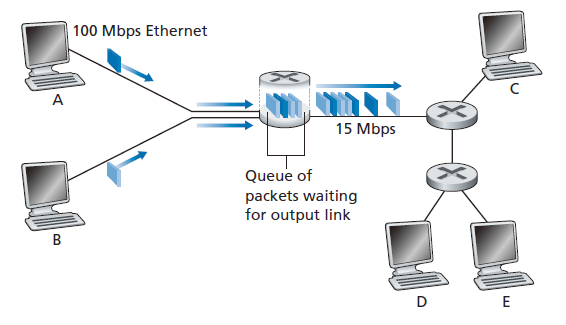 100 Mbps Ethernet
A
C
15 Mbps
Queue of
packets waiting
for output link
B
D
E